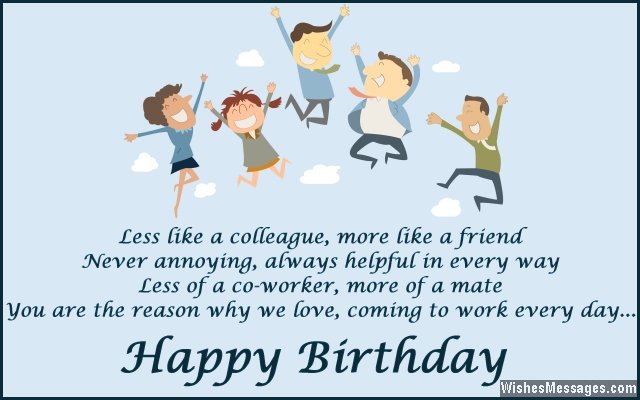 Less like a colleague, more like a friend
Never annoying, always helpful in every way
Less of a co-worker, more of a mate
You are the reason why we love, coming to work every day...
Happy Birthday
WishesMessages.com